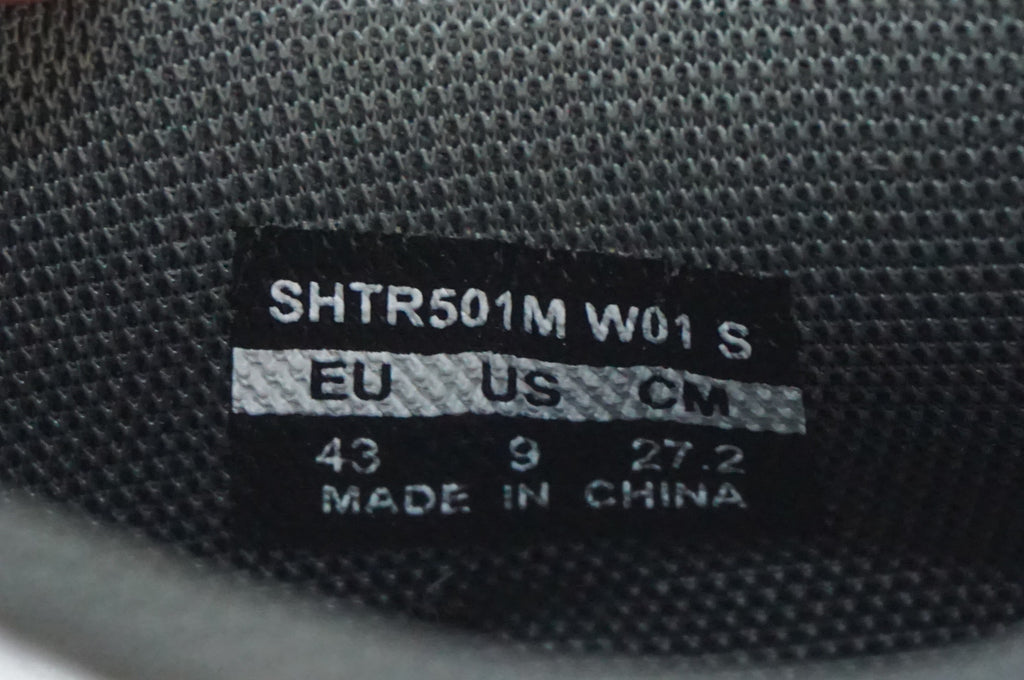 SHTR501M W01 S
EU US CM
43 9 27.2
MADE IN CHINA